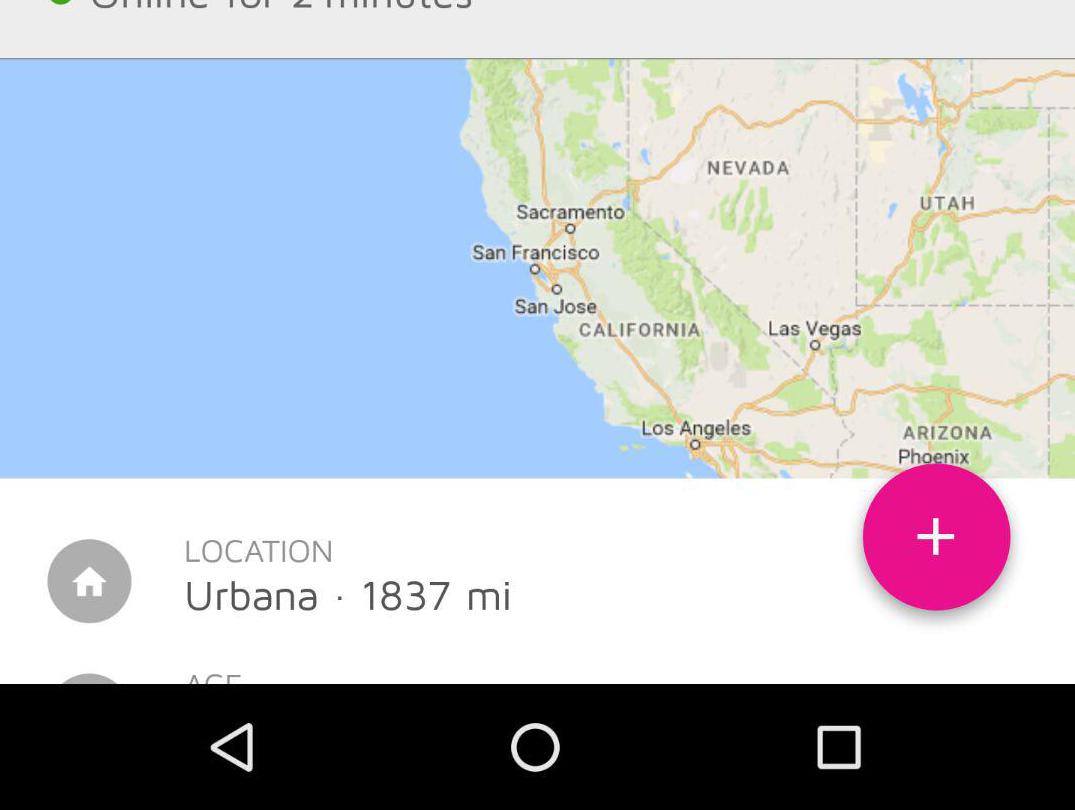 Online for 2 minutes
NEVADA
UTAH
Sacramento
San Francisco
San Jose
CALIFORNIA
Las Vegas
Los Angeles
ARIZONA
Phoenix
LOCATION
Urbana · 1837 mi
AGE